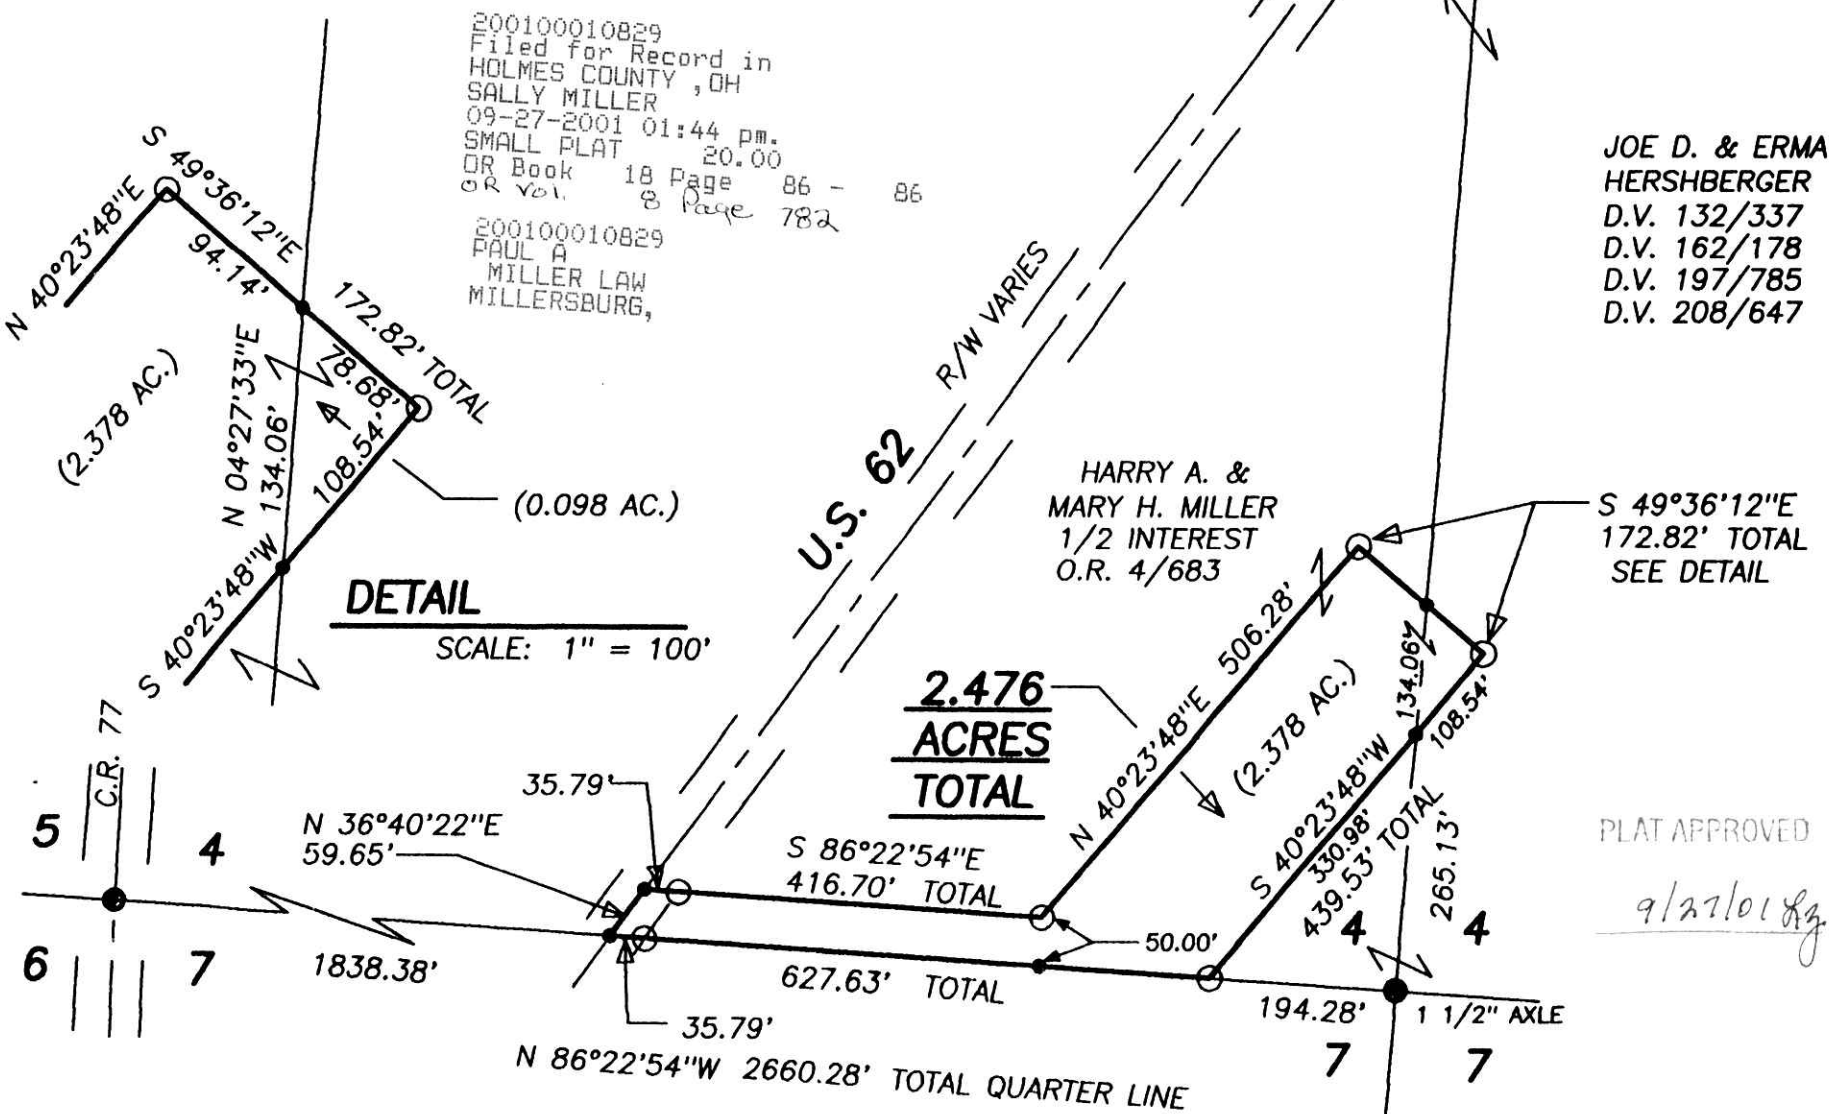 200100010829
Filed for Record in
HOLMES COUNTY ,OH
SALLY MILLER
09-27-2001 01:44 pm.
SMALL PLAT 20.00
OR Book 18 Page 86 - 86
OR Vol. 8 Page 782
200100010829
PAUL A
MILLER LAW
MILLERSBURG,
S 49°36'12"E
94.14'
N 40°23'48"E
172.82' TOTAL
78.68'
(2.378 AC.)
N 04°27'33"E
134.06'
108.54'
(0.098 AC.)
S 40°23'48"W
DETAIL
SCALE: 1" = 100'
R/W VARIES
U.S. 62
JOE D. & ERMA
HERSHBERGER
D.V. 132/337
D.V. 162/178
D.V. 197/785
D.V. 208/647
HARRY A. &
MARY H. MILLER
1/2 INTEREST
O.R. 4/683
S 49°36'12"E
172.82' TOTAL
SEE DETAIL
2.476
ACRES
TOTAL
N 40°23'48"E 506.28'
(2.378 AC.)
134.06'
108.54'
S 40°23'48"W
330.98'
439.53' TOTAL
265.13'
C.R. 77
5
4
6
7
N 36°40'22"E
59.65'
35.79'
S 86°22'54"E
416.70' TOTAL
50.00'
1838.38'
627.63' TOTAL
35.79'
194.28'
1 1/2" AXLE
4
4
7
7
N 86°22'54"W 2660.28' TOTAL QUARTER LINE
PLAT APPROVED
9/27/01